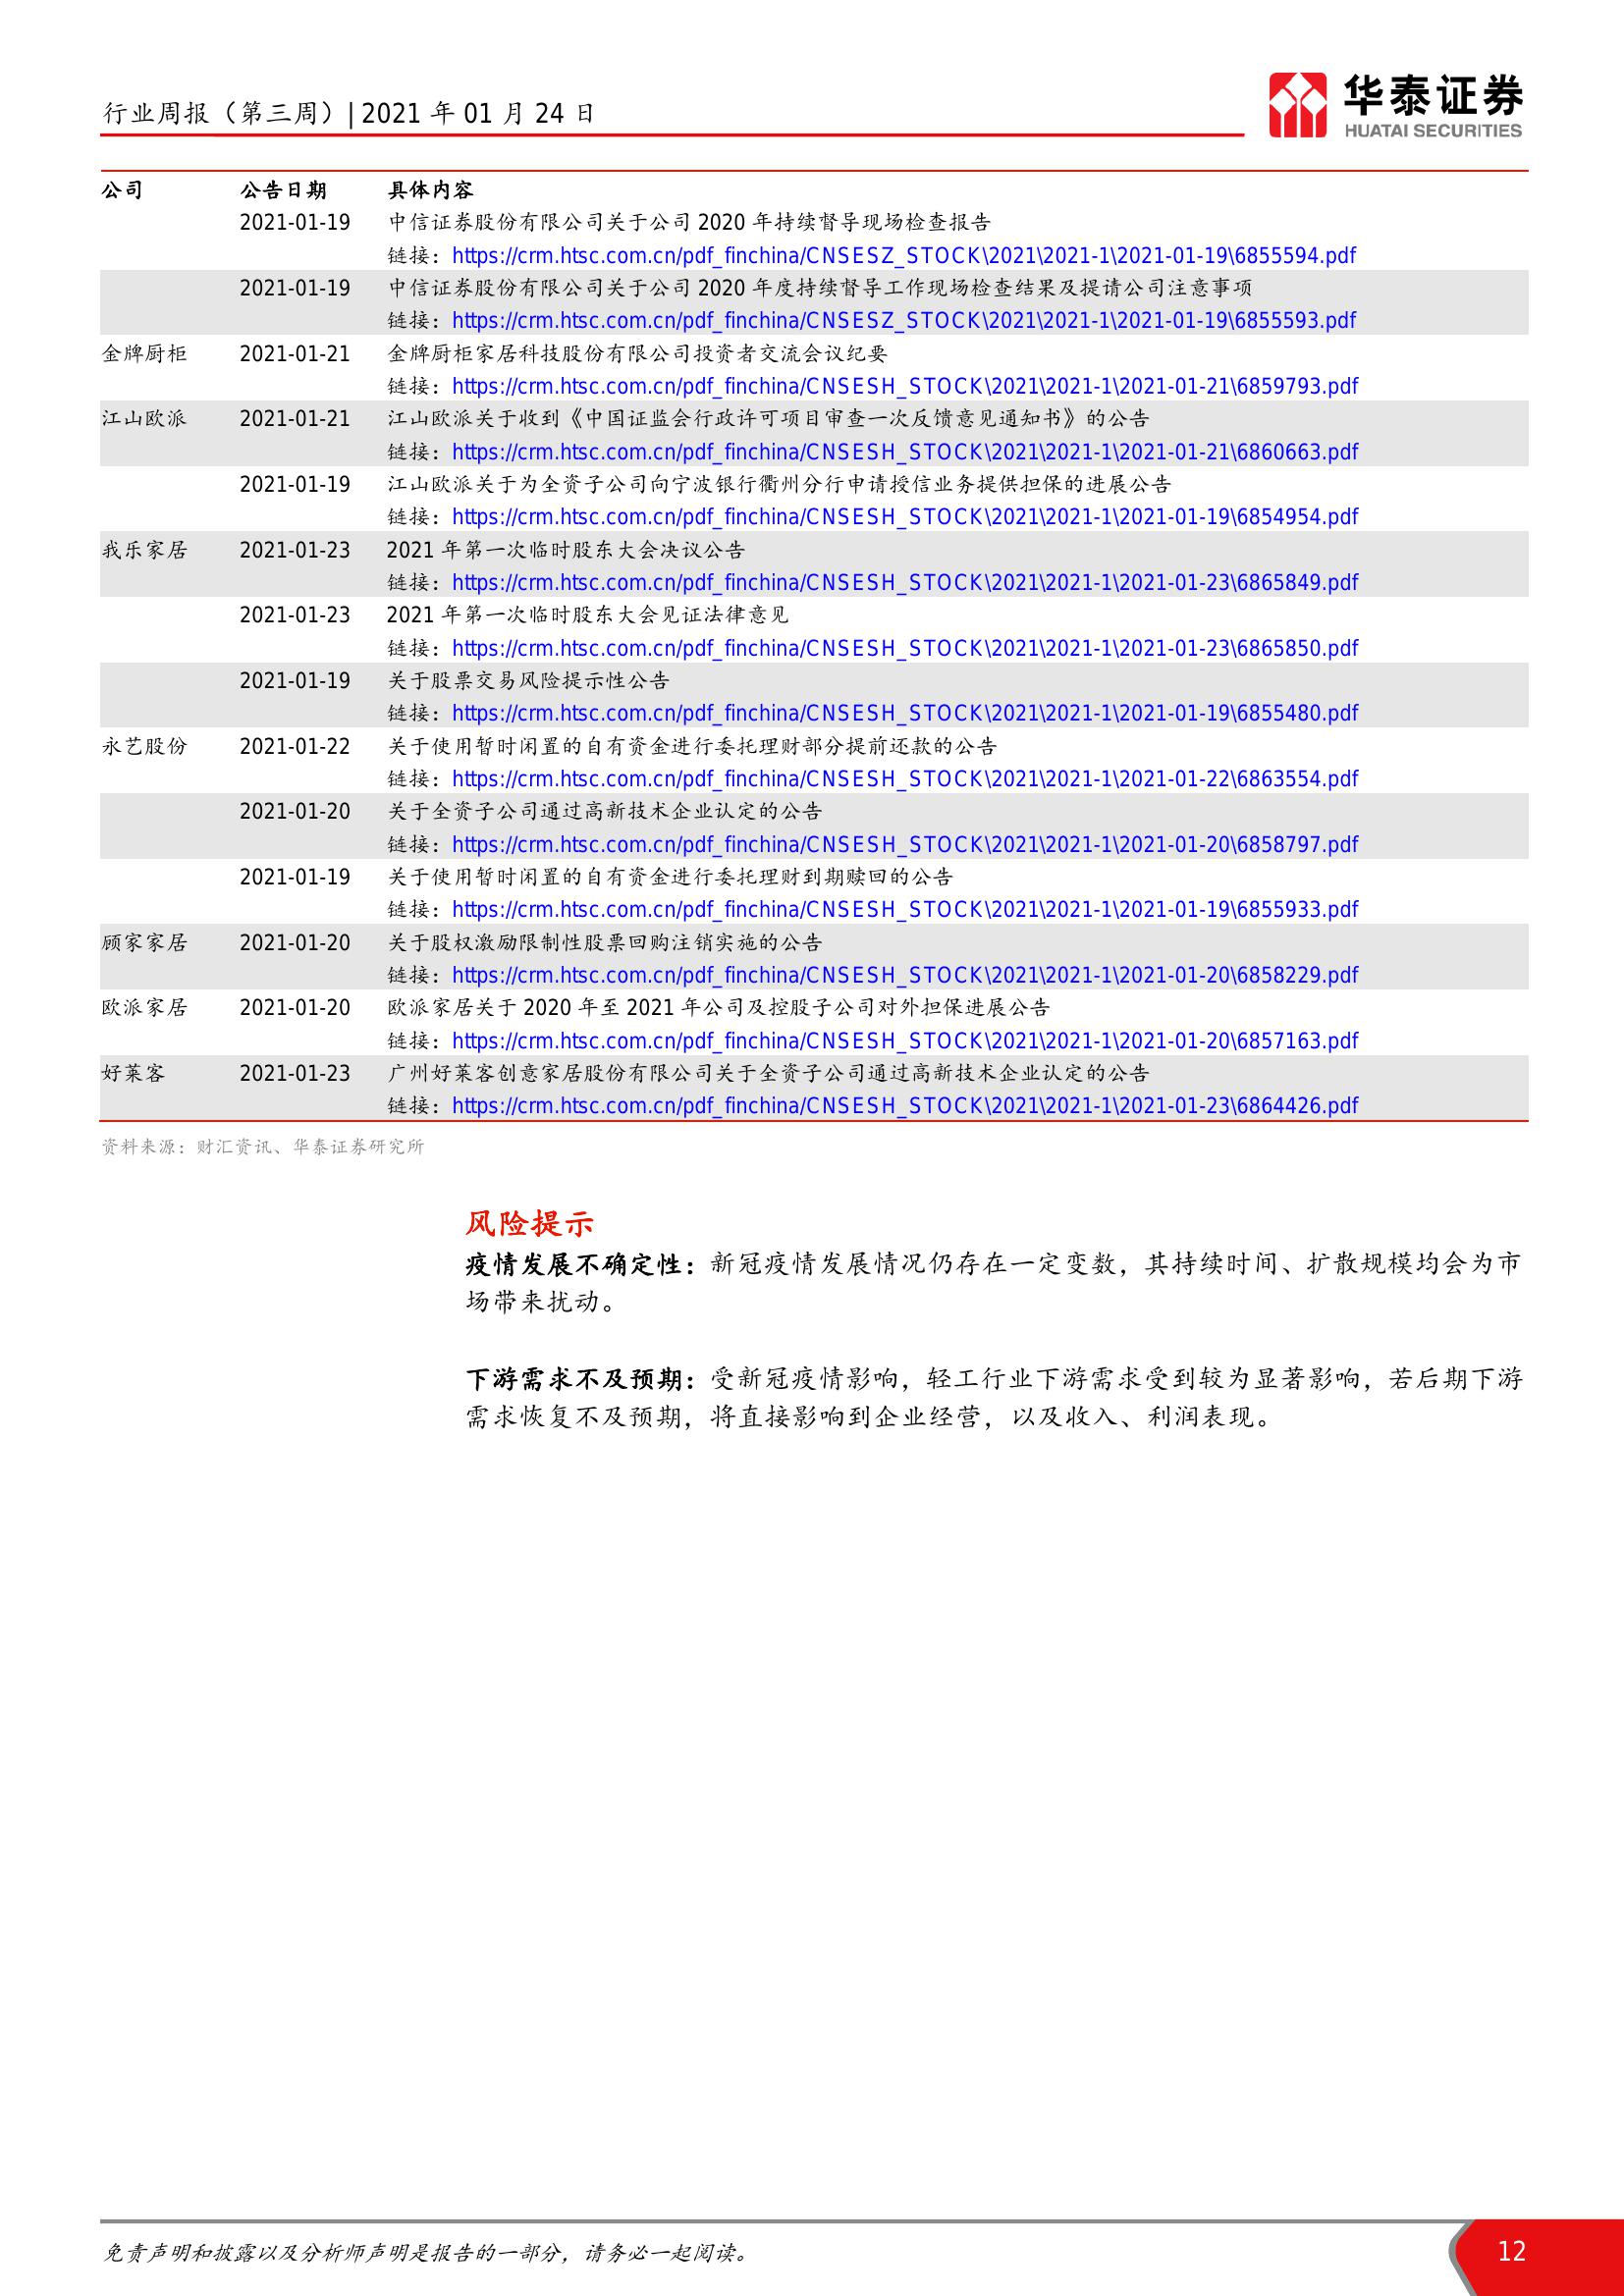 行业周报（第三周）| 2021 年 01 月 24 日
华泰证券
HUATAI SECURITIES
公司 公告日期 具体内容
2021-01-19 中信证券股份有限公司关于公司 2020 年持续督导现场检查报告
链接：https://crm.htsc.com.cn/pdf_finchina/CNSESZ_STOCK\2021\2021-1\2021-01-19\6855594.pdf
2021-01-19 中信证券股份有限公司关于公司 2020 年度持续督导工作现场检查结果及提请公司注意事项
链接：https://crm.htsc.com.cn/pdf_finchina/CNSESZ_STOCK\2021\2021-1\2021-01-19\6855593.pdf
金牌厨柜 2021-01-21 金牌厨柜家居科技股份有限公司投资者交流会议纪要
链接：https://crm.htsc.com.cn/pdf_finchina/CNSESH_STOCK\2021\2021-1\2021-01-21\6859793.pdf
江山欧派 2021-01-21 江山欧派关于收到《中国证监会行政许可项目审查一次反馈意见通知书》的公告
链接：https://crm.htsc.com.cn/pdf_finchina/CNSESH_STOCK\2021\2021-1\2021-01-21\6860663.pdf
2021-01-19 江山欧派关于为全资子公司向宁波银行衢州分行申请授信业务提供担保的进展公告
链接：https://crm.htsc.com.cn/pdf_finchina/CNSESH_STOCK\2021\2021-1\2021-01-19\6854954.pdf
我乐家居 2021-01-23 2021 年第一次临时股东大会决议公告
链接：https://crm.htsc.com.cn/pdf_finchina/CNSESH_STOCK\2021\2021-1\2021-01-23\6865849.pdf
2021-01-23 2021 年第一次临时股东大会见证法律意见
链接：https://crm.htsc.com.cn/pdf_finchina/CNSESH_STOCK\2021\2021-1\2021-01-23\6865850.pdf
2021-01-19 关于股票交易风险提示性公告
链接：https://crm.htsc.com.cn/pdf_finchina/CNSESH_STOCK\2021\2021-1\2021-01-19\6855480.pdf
永艺股份 2021-01-22 关于使用暂时闲置的自有资金进行委托理财部分提前还款的公告
链接：https://crm.htsc.com.cn/pdf_finchina/CNSESH_STOCK\2021\2021-1\2021-01-22\6863554.pdf
2021-01-20 关于全资子公司通过高新技术企业认定的公告
链接：https://crm.htsc.com.cn/pdf_finchina/CNSESH_STOCK\2021\2021-1\2021-01-20\6858797.pdf
2021-01-19 关于使用暂时闲置的自有资金进行委托理财到期赎回的公告
链接：https://crm.htsc.com.cn/pdf_finchina/CNSESH_STOCK\2021\2021-1\2021-01-19\6855933.pdf
顾家家居 2021-01-20 关于股权激励限制性股票回购注销实施的公告
链接：https://crm.htsc.com.cn/pdf_finchina/CNSESH_STOCK\2021\2021-1\2021-01-20\6858229.pdf
欧派家居 2021-01-20 欧派家居关于 2020 年至 2021 年公司及控股子公司对外担保进展公告
链接：https://crm.htsc.com.cn/pdf_finchina/CNSESH_STOCK\2021\2021-1\2021-01-20\6857163.pdf
好莱客 2021-01-23 广州好莱客创意家居股份有限公司关于全资子公司通过高新技术企业认定的公告
链接：https://crm.htsc.com.cn/pdf_finchina/CNSESH_STOCK\2021\2021-1\2021-01-23\6864426.pdf
资料来源：财汇资讯、华泰证券研究所
风险提示
疫情发展不确定性：新冠疫情发展情况仍存在一定变数，其持续时间、扩散规模均会为市
场带来扰动。
下游需求不及预期：受新冠疫情影响，轻工行业下游需求受到较为显著影响，若后期下游
需求恢复不及预期，将直接影响到企业经营，以及收入、利润表现。
免责声明和披露以及分析师声明是报告的一部分，请务必一起阅读。
12